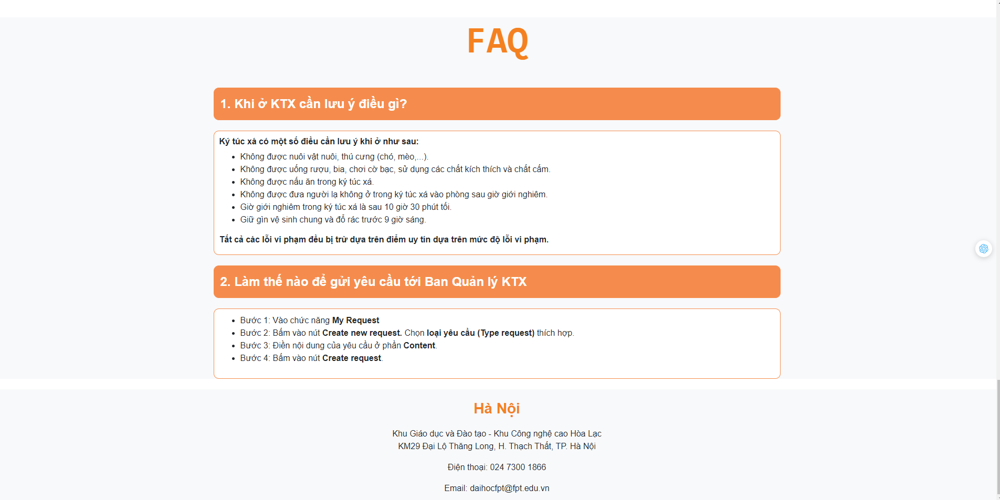 FAQ
1. Khi ở KTX cần lưu ý điều gì?
Ký túc xá có một số điều cần lưu ý khi ở như sau:
Không được nuôi vật nuôi, thú cưng (chó, mèo,...).
Không được uống rượu, bia, chơi cờ bạc, sử dụng các chất kích thích và chất cấm.
Không được nấu ăn trong ký túc xá.
Không được đưa người lạ không ở trong ký túc xá vào phòng sau giờ giới nghiêm.
Giờ giới nghiêm trong ký túc xá là sau 10 giờ 30 phút tối.
Giữ gìn vệ sinh chung và đổ rác trước 9 giờ sáng.
Tất cả các lỗi vi phạm đều bị trừ dựa trên điểm uy tín dựa trên mức độ lỗi vi phạm.
2. Làm thế nào để gửi yêu cầu tới Ban Quản lý KTX
Bước 1: Vào chức năng My Request
Bước 2: Bấm vào nút Create new request. Chọn loại yêu cầu (Type request) thích hợp.
Bước 3: Điền nội dung của yêu cầu ở phần Content.
Bước 4: Bấm vào nút Create request.
Hà Nội
Khu Giáo dục và Đào tạo - Khu Công nghệ cao Hòa Lạc
KM29 Đại Lộ Thăng Long, H. Thạch Thất, TP. Hà Nội
Điện thoại: 024 7300 1866
Email: daihocfpt@fpt.edu.vn